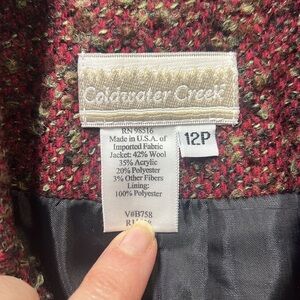 Coldwater Creek
RN 98516
Made in U.S.A. of
Imported Fabric
Jacket: 42% Wool
35% Acrylic
20% Polyester
3% Other Fibers
Lining:
100% Polyester
V#B758
12P